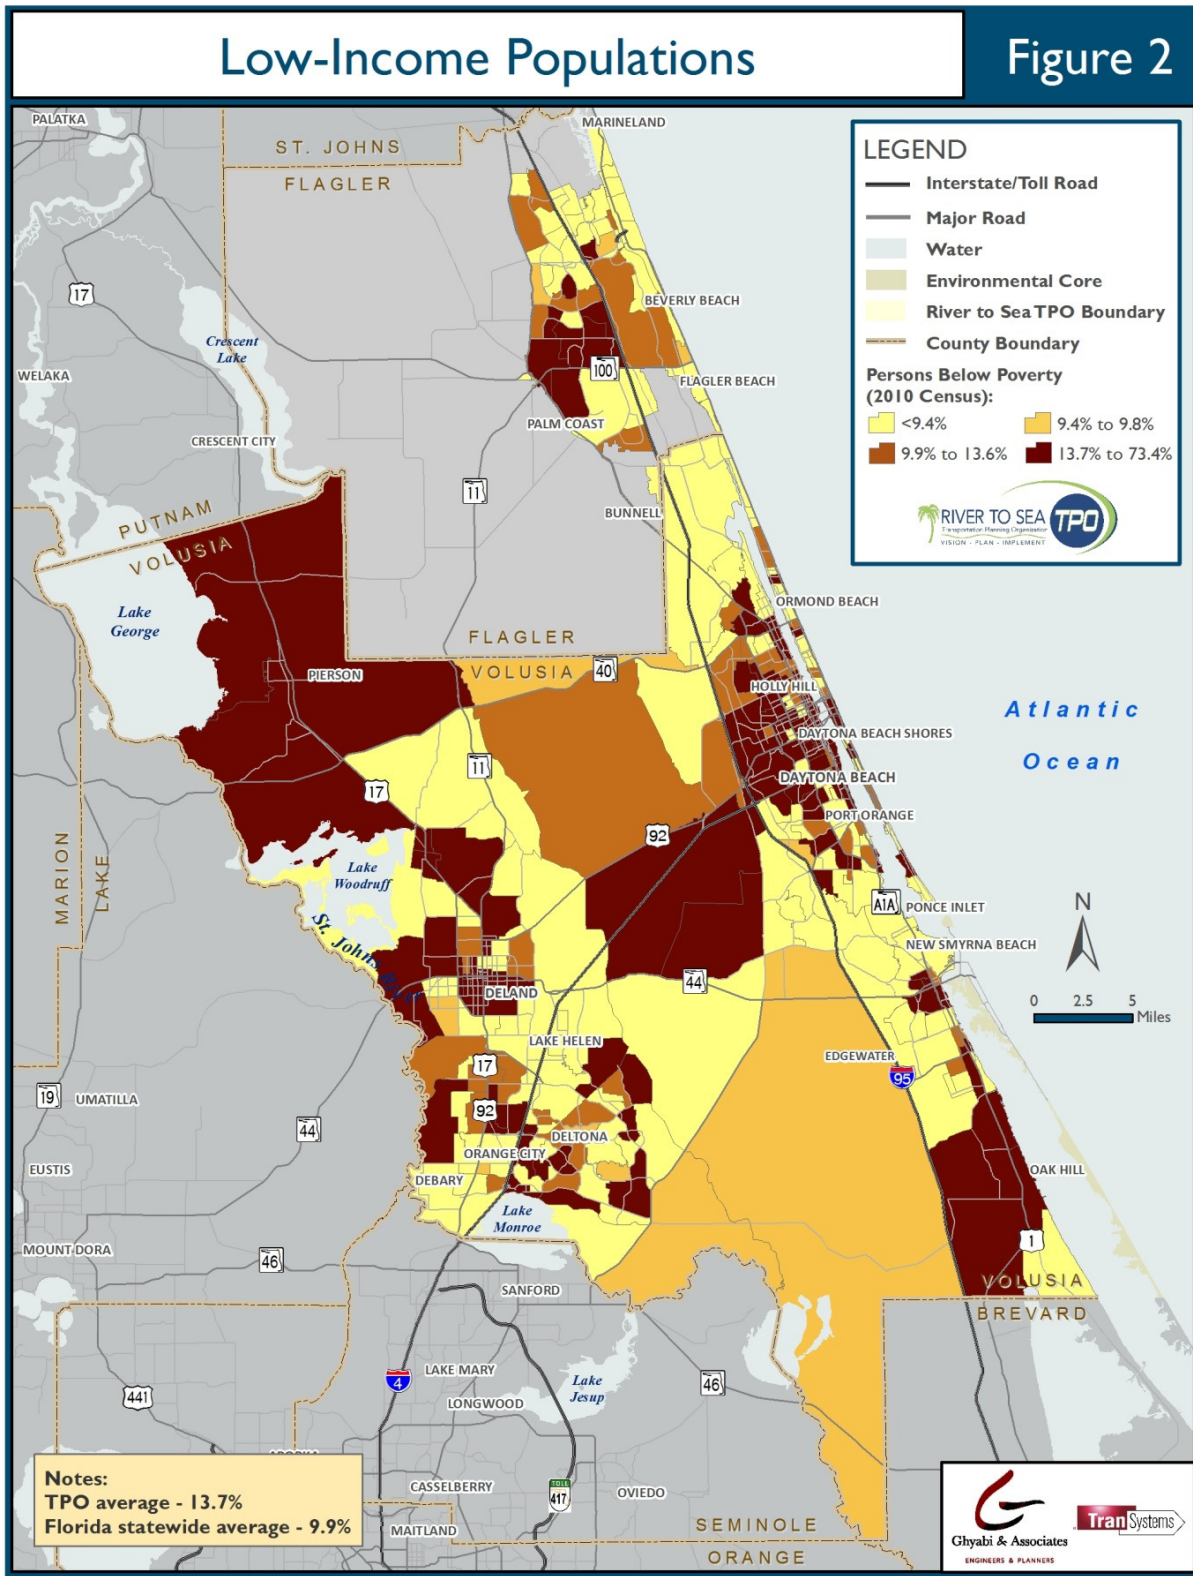 Low-Income Populations
Figure 2
PALATKA
MARINELAND
ST. JOHNS
FLAGLER
LEGEND
Interstate/Toll Road
Major Road
Water
Environmental Core
River to Sea TPO Boundary
County Boundary
Persons Below Poverty
(2010 Census):
<9.4%
9.4% to 9.8%
9.9% to 13.6%
13.7% to 73.4%
RIVER TO SEA
Transportation Planning Organization
VISION - PLAN - IMPLEMENT
TPO
17
BEVERLY BEACH
Crescent
Lake
WELAKA
100
FLAGLER BEACH
PALM COAST
CRESCENT CITY
11
BUNNELL
PUTNAM
VOLUSIA
Lake
George
ORMOND BEACH
FLAGLER
VOLUSIA
40
PIERSON
HOLLY HILL
Atlantic
Ocean
DAYTONA BEACH SHORES
11
DAYTONA BEACH
17
PORT ORANGE
92
MARION
LAKE
Lake
Woodruff
A1A
PONCE INLET
N
St. Johns River
NEW SMYRNA BEACH
44
DELAND
0 2.5 5
Miles
LAKE HELEN
EDGEWATER
17
95
19
UMATILLA
92
44
DELTONA
ORANGE CITY
EUSTIS
DEBARY
OAK HILL
Lake
Monroe
MOUNT DORA
46
1
SANFORD
VOLUSIA
BREVARD
LAKE MARY
4
Lake
Jesup
46
441
LONGWOOD
Notes:
TPO average - 13.7%
Florida statewide average - 9.9%
CASSELBERRY
TOLL
417
OVIEDO
MAITLAND
SEMINOLE
ORANGE
Ghyabi & Associates
ENGINEERS & PLANNERS
TranSystems